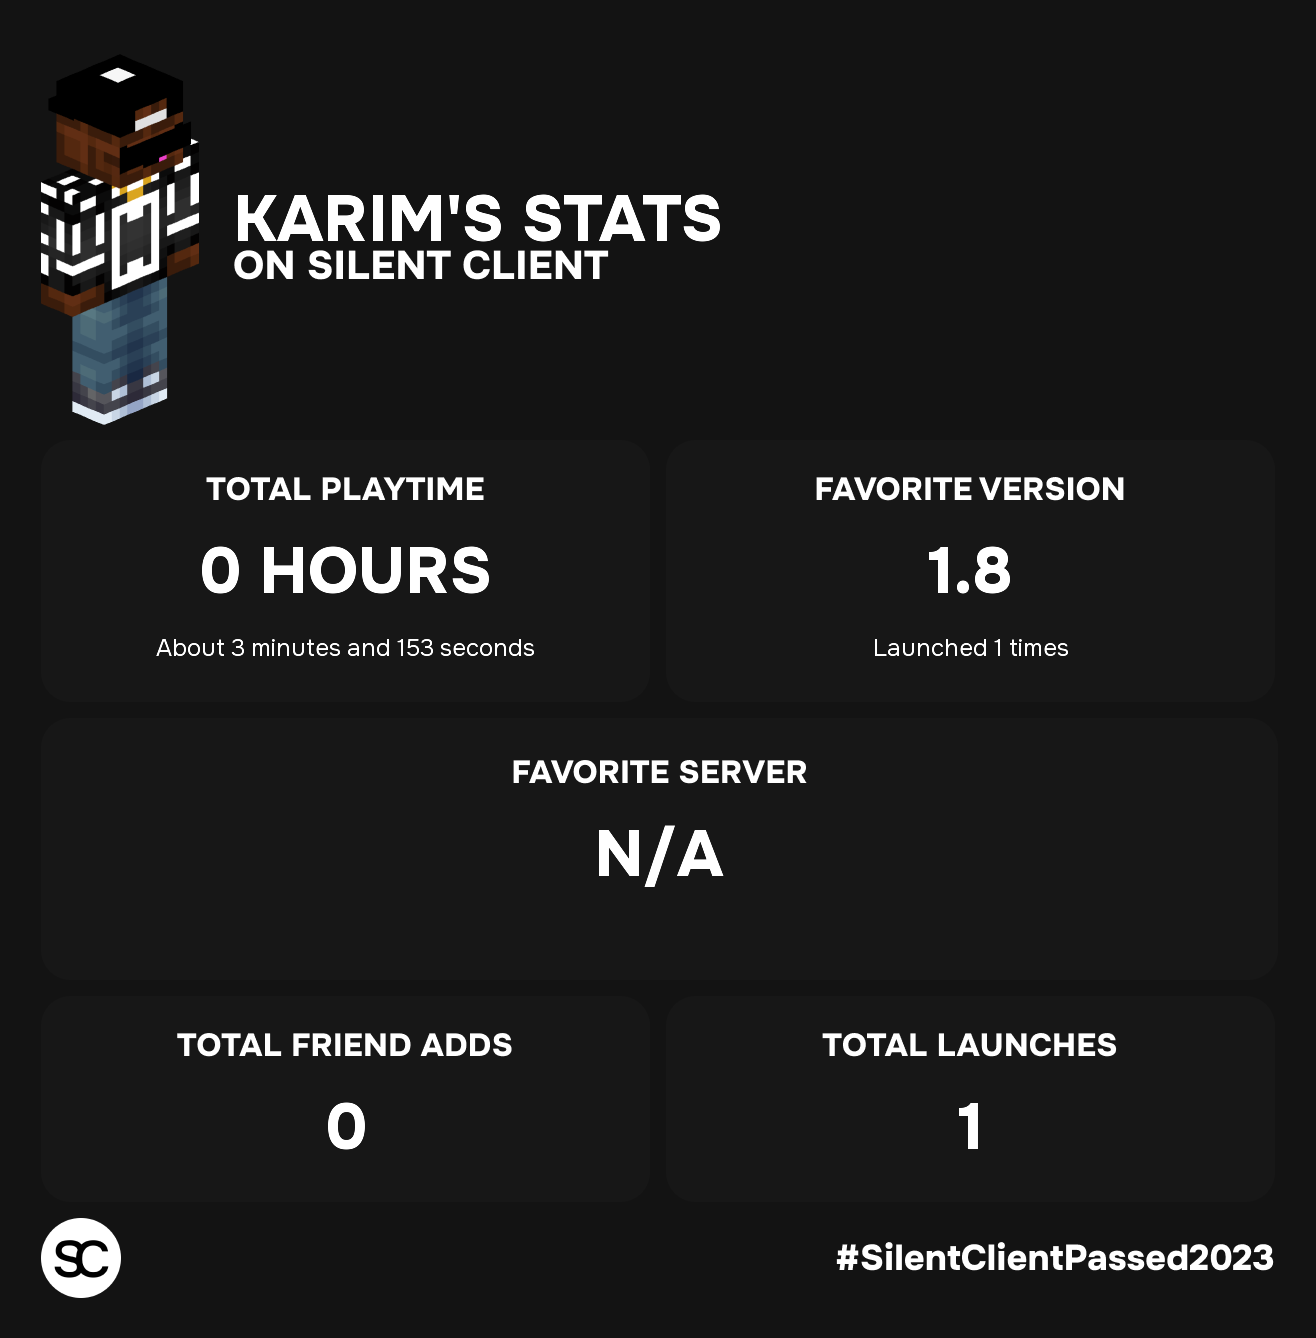 KARIM'S STATS
ON SILENT CLIENT
TOTAL PLAYTIME
0 HOURS
About 3 minutes and 153 seconds
FAVORITE VERSION
1.8
Launched 1 times
FAVORITE SERVER
N/A
TOTAL FRIEND ADDS
0
TOTAL LAUNCHES
1
SC
#SilentClientPassed2023